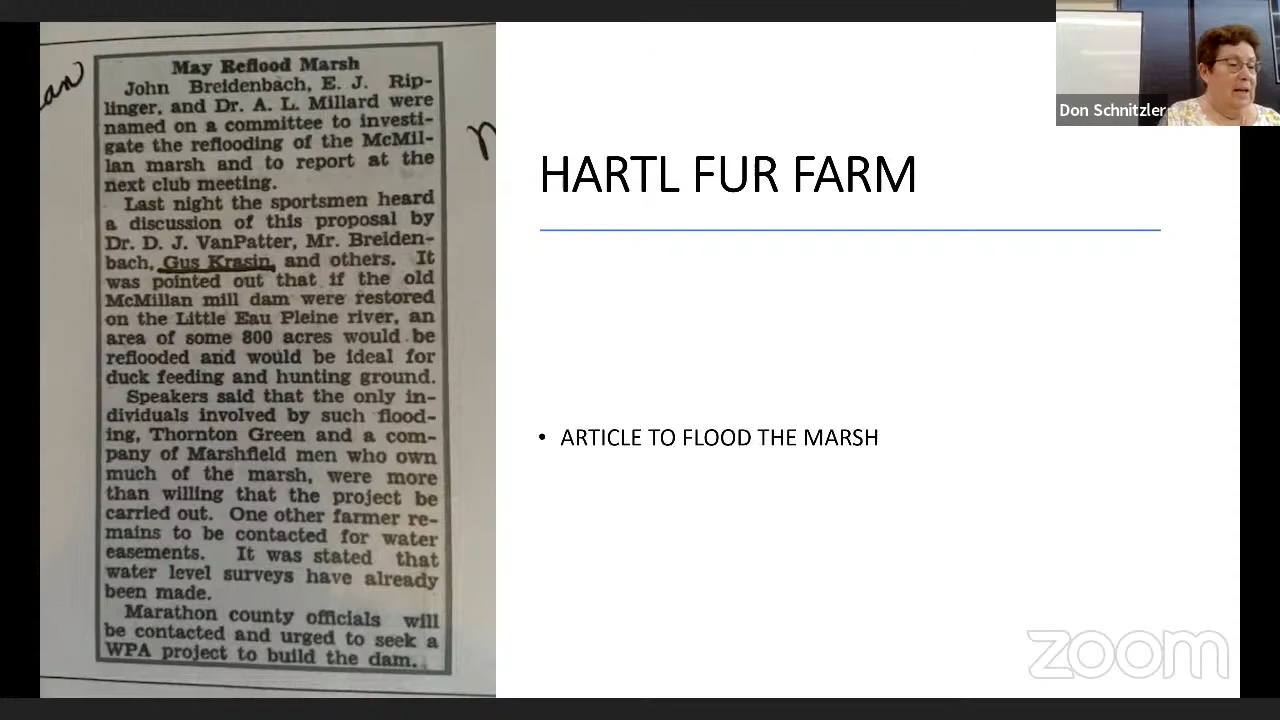 May Reflood Marsh
John Breidenbach, E. J. Rip-
linger, and Dr. A. L. Millard were
named on a committee to investi-
gate the reflooding of the McMil-
lan marsh and to report at the
next club meeting.
Last night the sportsmen heard
a discussion of this proposal by
Dr. D. J. VanPatter, Mr. Breiden-
bach, Gus Krasin, and others. It
was pointed out that if the old
McMillan mill dam were restored
on the Little Eau Pleine river, an
area of some 800 acres would be
reflooded and would be ideal for
duck feeding and hunting ground.
Speakers said that the only in-
dividuals involved by such flood-
ing, Thornton Green and a com-
pany of Marshfield men who own
much of the marsh, were more
than willing that the project be
carried out. One other farmer re-
mains to be contacted for water
easements. It was stated that
water level surveys have already
been made.
Marathon county officials will
be contacted and urged to seek a
WPA project to build the dam.
HARTL FUR FARM
• ARTICLE TO FLOOD THE MARSH
Don Schnitzler
zoom